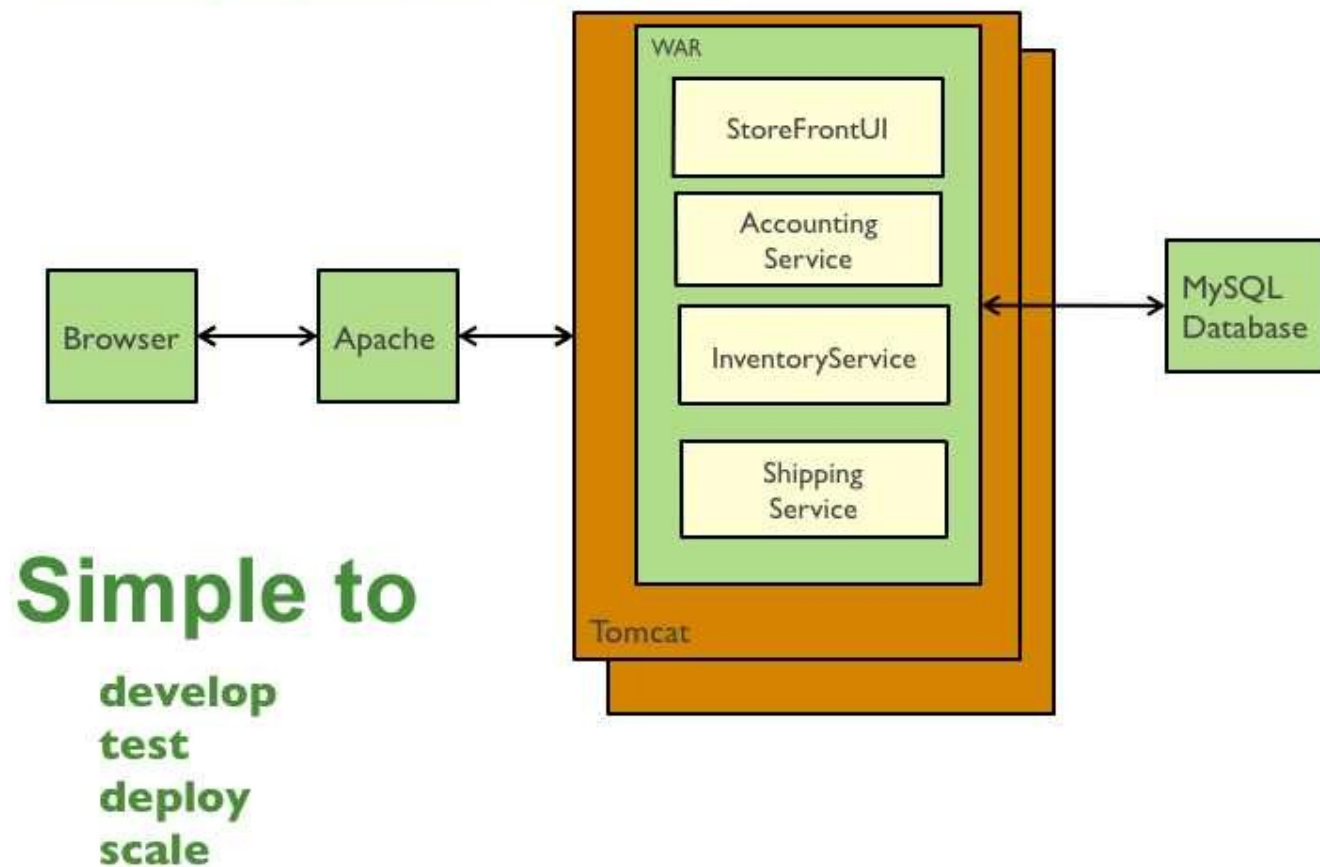 WAR
StoreFrontUI
Accounting
Service
InventoryService
Shipping
Service
Tomcat
Browser
Apache
MySQL
Database
Simple to
develop
test
deploy
scale